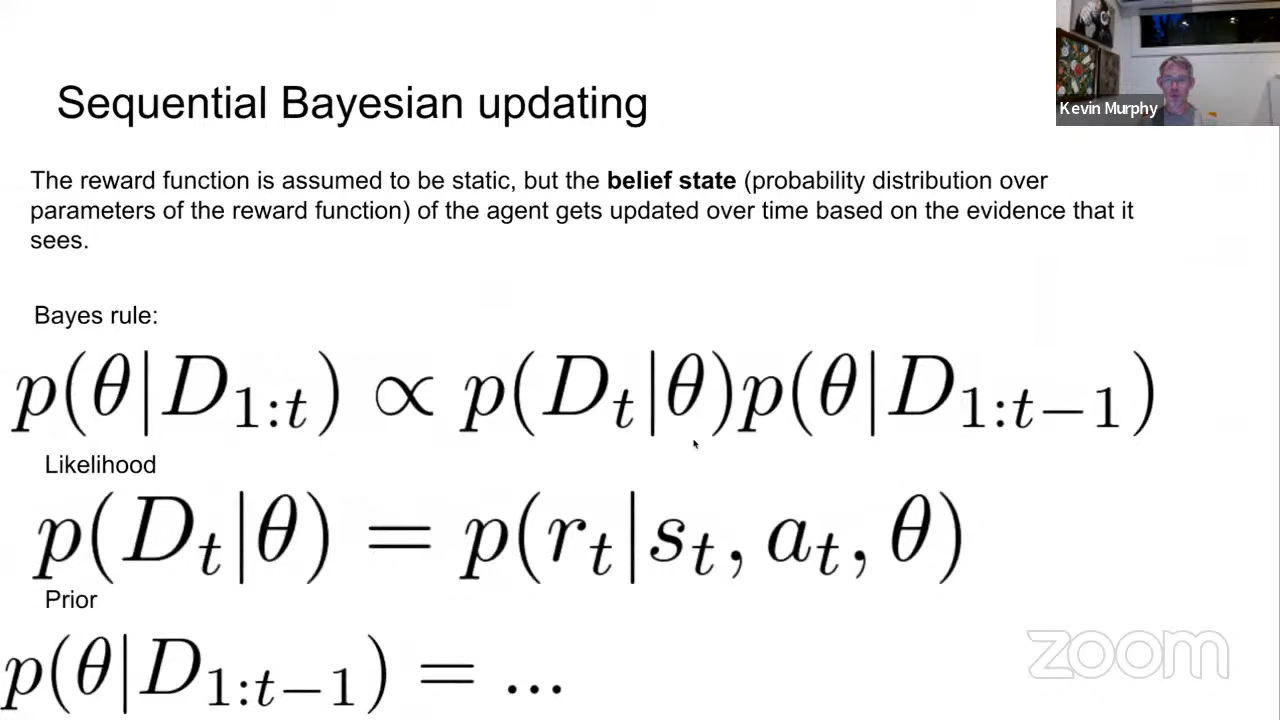 Kevin Murphy
Sequential Bayesian updating
The reward function is assumed to be static, but the belief state (probability distribution over
parameters of the reward function) of the agent gets updated over time based on the evidence that it
sees.
Bayes rule:
p(θ|D₁:ₜ) ∝ p(Dₜ|θ)p(θ|D₁:ₜ₋₁)
Likelihood
p(Dₜ|θ) = p(rₜ|sₜ, aₜ, θ)
Prior
p(θ|D₁:ₜ₋₁) = ...
zoom